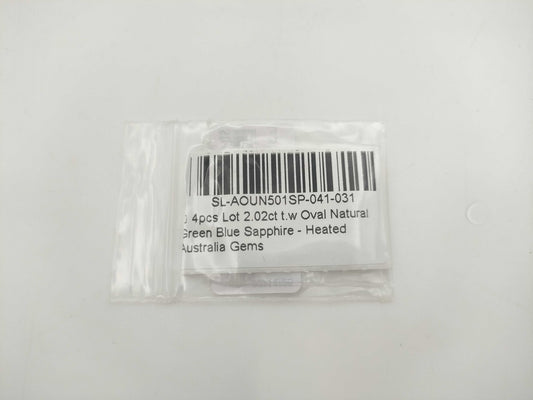 SL-AOUN501SP-041-031
4pcs Lot 2.02ct t.w Oval Natural
Green Blue Sapphire - Heated
Australia Gems